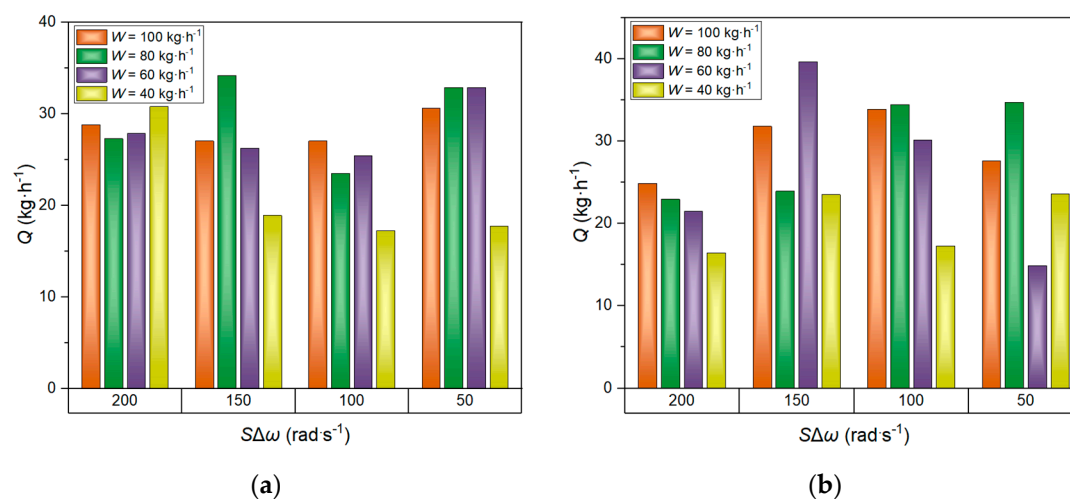 40
30
20
10
0
Q (kg·h⁻¹)
W = 100 kg·h⁻¹
W = 80 kg·h⁻¹
W = 60 kg·h⁻¹
W = 40 kg·h⁻¹
200 150 100 50
SΔω (rad·s⁻¹)
(a)
40
30
20
10
0
Q (kg·h⁻¹)
W = 100 kg·h⁻¹
W = 80 kg·h⁻¹
W = 60 kg·h⁻¹
W = 40 kg·h⁻¹
200 150 100 50
SΔω (rad·s⁻¹)
(b)